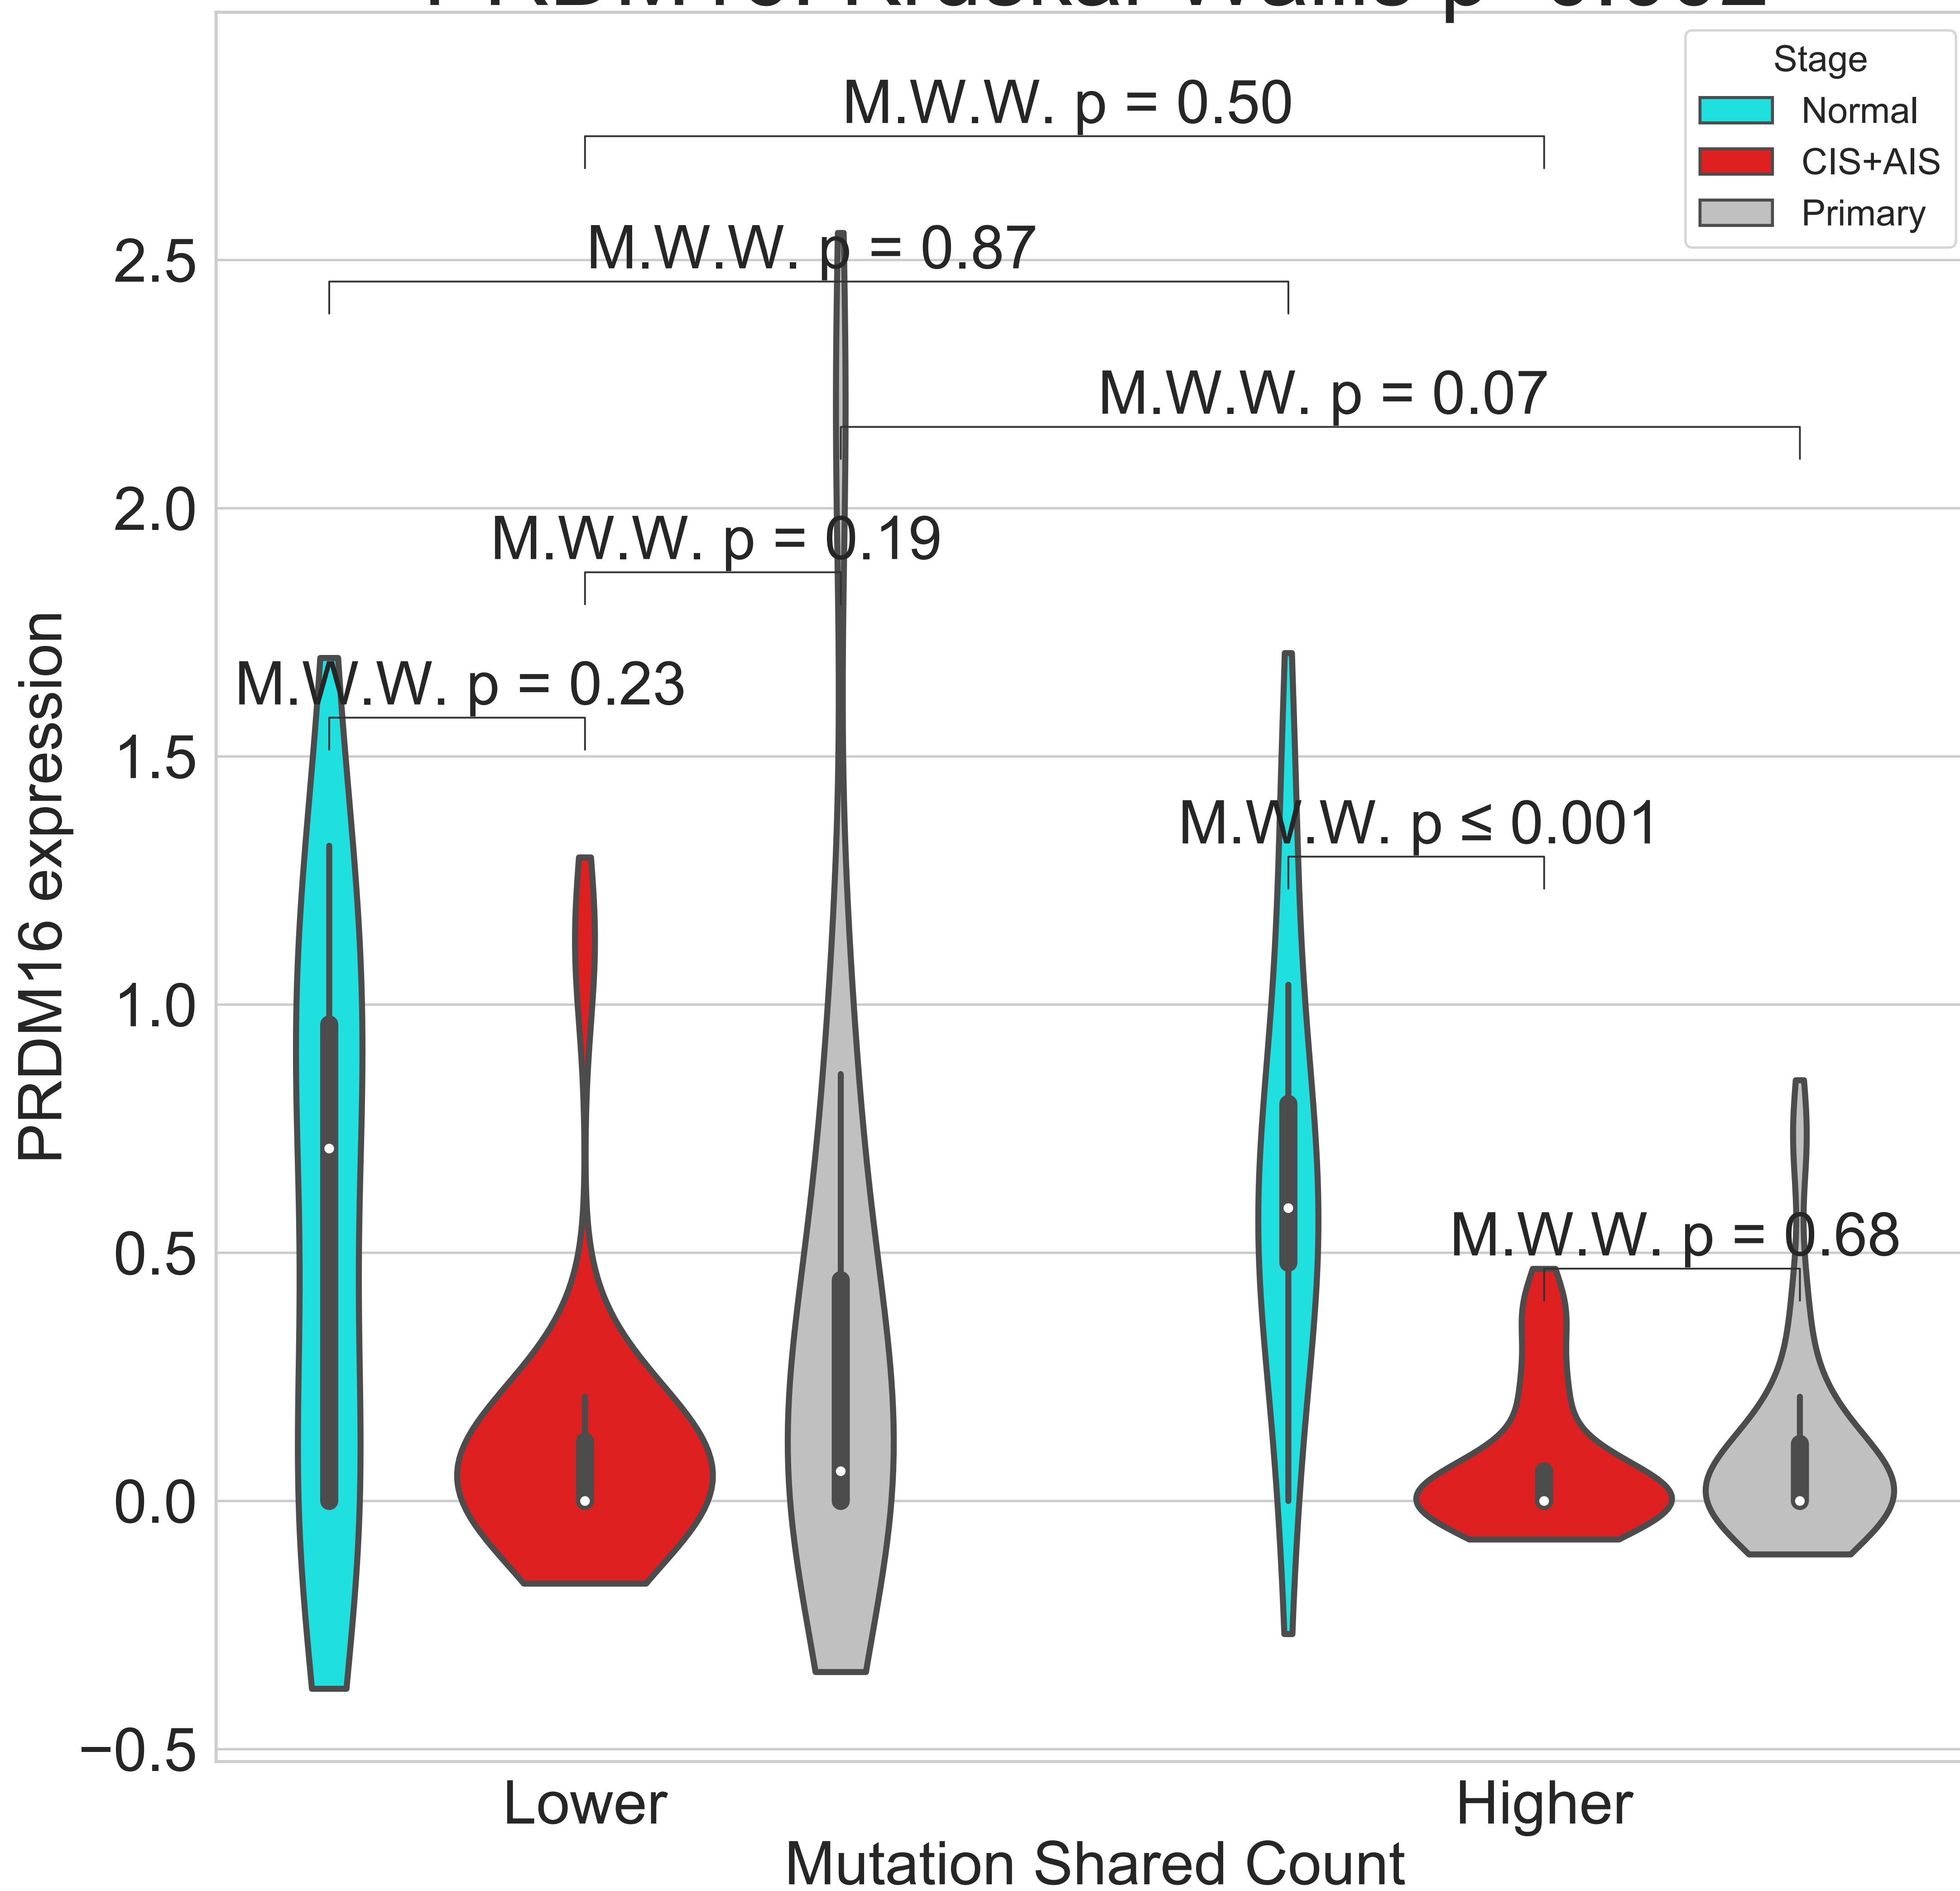 Stage
Normal
CIS+AIS
Primary
M.W.W. p = 0.50
M.W.W. p = 0.87
M.W.W. p = 0.07
M.W.W. p = 0.19
M.W.W. p = 0.23
M.W.W. p ≤ 0.001
M.W.W. p = 0.68
PRDM16 expression
2.5
2.0
1.5
1.0
0.5
0.0
−0.5
Lower
Higher
Mutation Shared Count